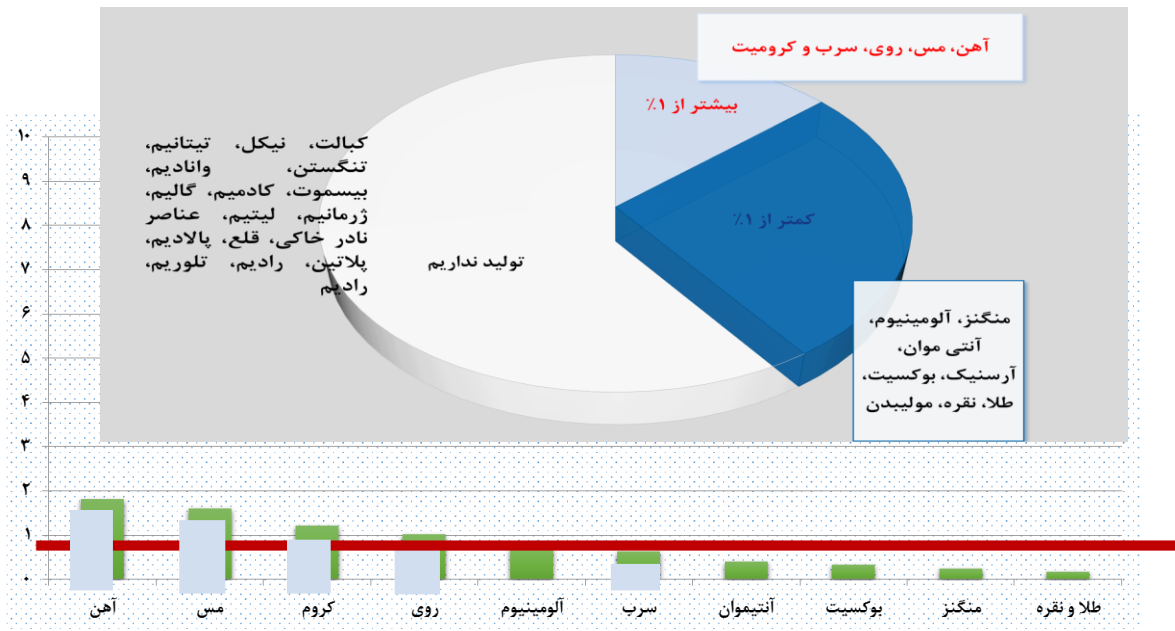 آهن، مس، روی، سرب و کرومیت
بیشتر از ۱٪
کبالت، نیکل، تیتانیم،
تنگستن، وانادیم،
بیسموت، کادمیم، گالیم،
ژرمانیم، لیتیم، عناصر
نادر خاکی، قلع، پالادیم،
پلاتین، رادیم، تلوریم،
رادیم
تولید نداریم
کمتر از ۱٪
منگنز، آلومینیوم،
آنتی موان،
آرسنیک، بوکسیت،
طلا، نقره، مولیبدن
۱۰
۹
۸
۷
۶
۵
۴
۳
۲
۱
۰
آهن
مس
کروم
روی
آلومینیوم
سرب
آنتیموان
بوکسیت
منگنز
طلا و نقره